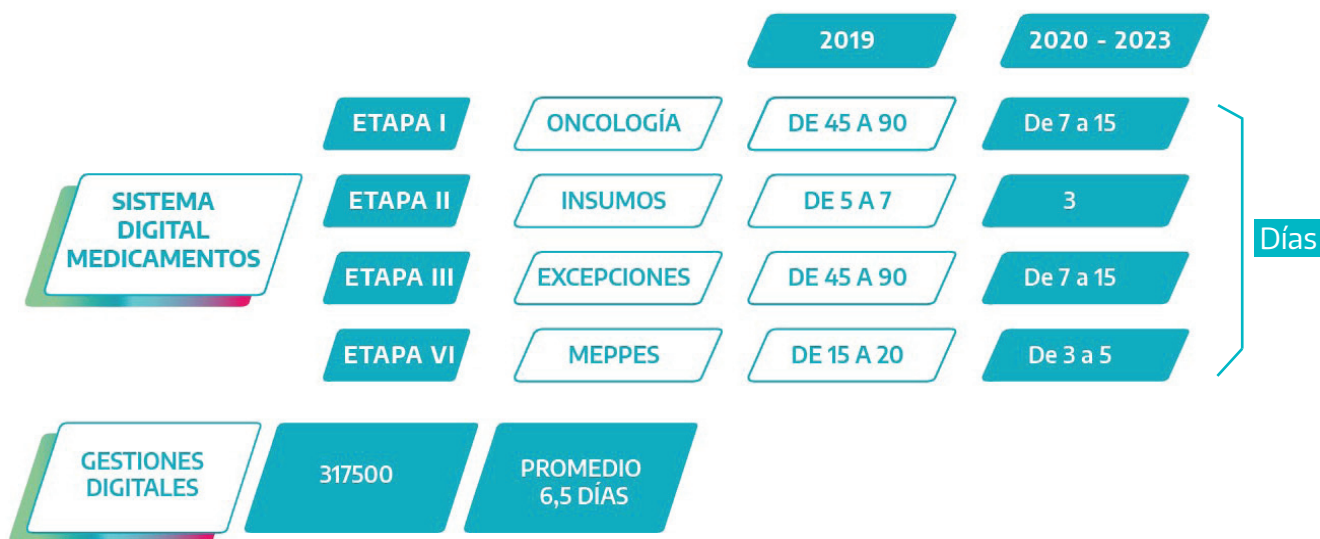 2019
2020 - 2023
ETAPA I
ONCOLOGÍA
DE 45 A 90
De 7 a 15
SISTEMA
DIGITAL
MEDICAMENTOS
ETAPA II
INSUMOS
DE 5 A 7
3
Días
ETAPA III
EXCEPCIONES
DE 45 A 90
De 7 a 15
ETAPA VI
MEPPES
DE 15 A 20
De 3 a 5
GESTIONES
DIGITALES
317500
PROMEDIO
6,5 DÍAS